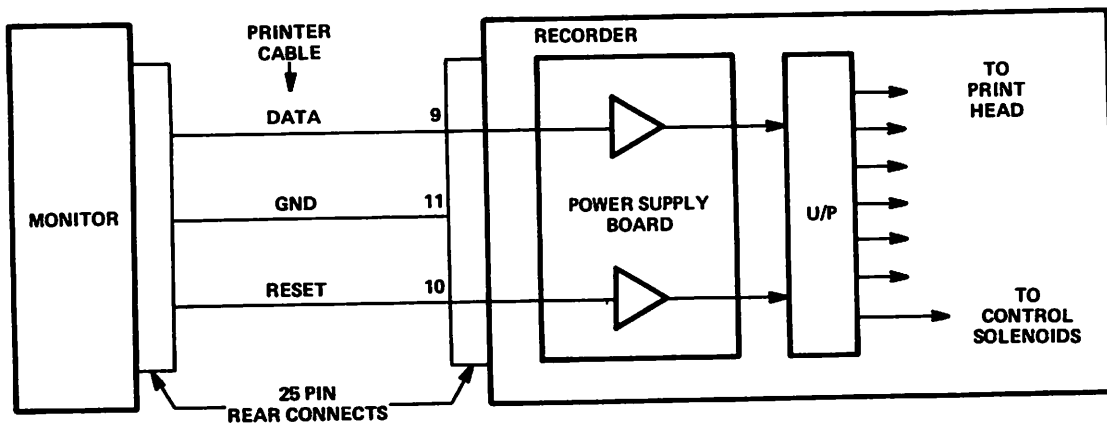 PRINTER
CABLE
RECORDER
DATA
9
GND
11
RESET
10
MONITOR
POWER SUPPLY
BOARD
U/P
TO
PRINT
HEAD
TO
CONTROL
SOLENOIDS
25 PIN
REAR CONNECTS